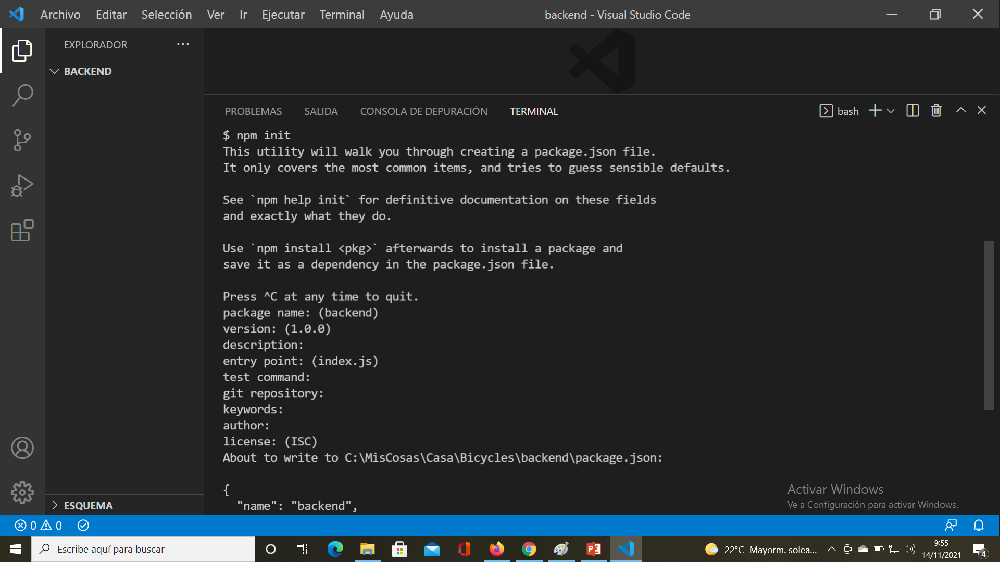 Archivo Editar Selección Ver Ir Ejecutar Terminal Ayuda backend - Visual Studio Code
EXPLORADOR
BACKEND
PROBLEMAS SALIDA CONSOLA DE DEPURACIÓN TERMINAL bash
$ npm init
This utility will walk you through creating a package.json file.
It only covers the most common items, and tries to guess sensible defaults.
See `npm help init` for definitive documentation on these fields
and exactly what they do.
Use `npm install <pkg>` afterwards to install a package and
save it as a dependency in the package.json file.
Press ^C at any time to quit.
package name: (backend)
version: (1.0.0)
description:
entry point: (index.js)
test command:
git repository:
keywords:
author:
license: (ISC)
About to write to C:\MisCosas\Casa\Bicycles\backend\package.json:
{
"name": "backend",
ESQUEMA
Activar Windows
Ve a Configuración para activar Windows.
0 0
Escribe aquí para buscar
22°C Mayorm. solea...
9:55
14/11/2021
4